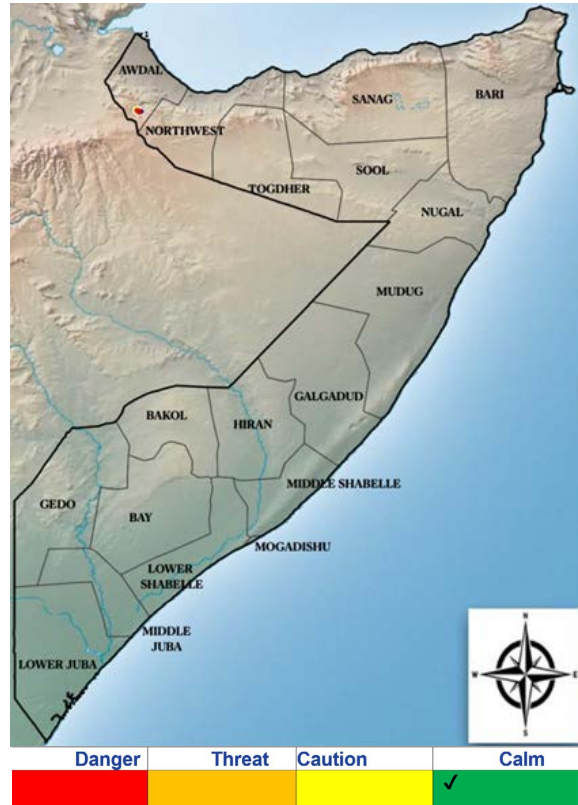 1
AWDAL
SANAG
BARI
NORTHWEST
SOOL
TOGDHER
NUGAL
MUDUG
GALGADUD
BAKOL
HIRAN
MIDDLE SHABELLE
GEDO
BAY
MOGADISHU
LOWER
SHABELLE
MIDDLE
JUBA
LOWER JUBA
N
W E
S
Danger Threat Caution Calm
✓